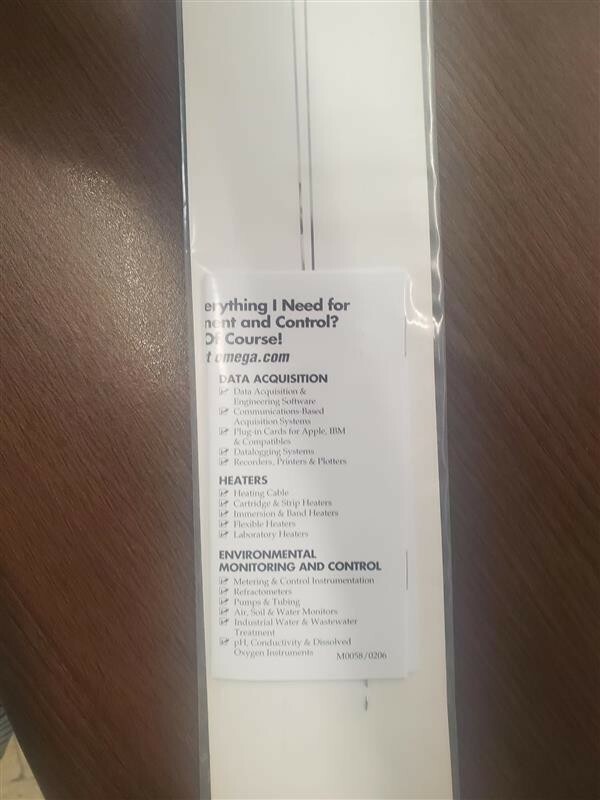 erything I Need for
ent and Control?
Of Course!
t omega.com
DATA ACQUISITION
Data Acquisition &
Engineering Software
Communications-Based
Acquisition Systems
Plug-in Cards for Apple, IBM
& Compatibles
Datalogging Systems
Recorders, Printers & Plotters
HEATERS
Heating Cable
Cartridge & Strip Heaters
Immersion & Band Heaters
Flexible Heaters
Laboratory Heaters
ENVIRONMENTAL
MONITORING AND CONTROL
Metering & Control Instrumentation
Refractometers
Pumps & Tubing
Air, Soil & Water Monitors
Industrial Water & Wastewater
Treatment
pH, Conductivity & Dissolved
Oxygen Instruments M0058/0206